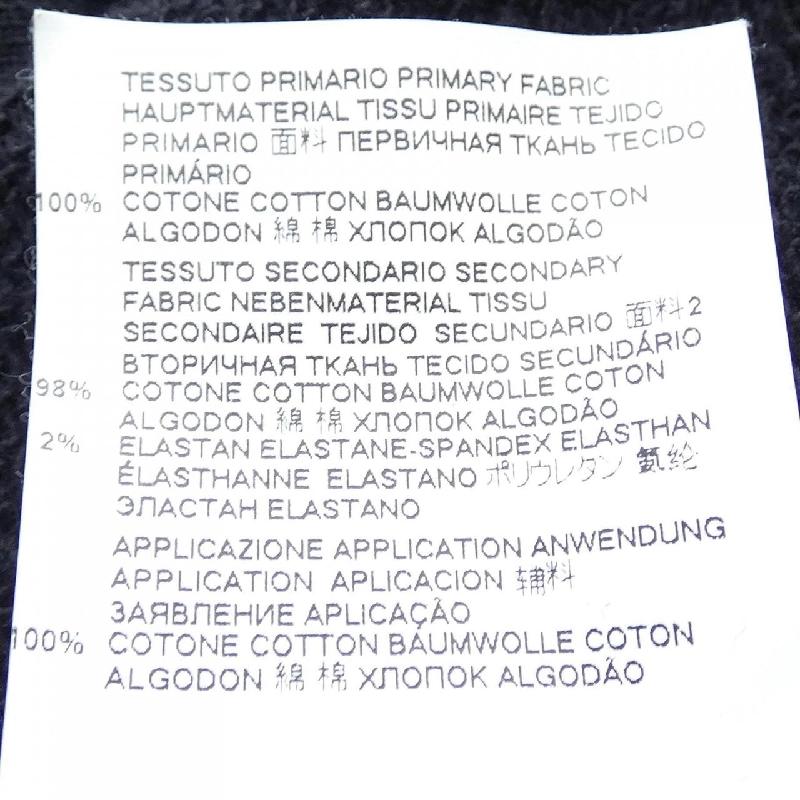 TESSUTO PRIMARIO PRIMARY FABRIC
HAUPTMATERIAL TISSU PRIMAIRE TEJIDO
PRIMARIO 面料 ПЕРВИЧНАЯ ТКАНЬ TECIDO
PRIMÁRIO
100% COTONE COTTON BAUMWOLLE COTON
ALGODON 綿 棉 ХЛОПОК ALGODÃO
TESSUTO SECONDARIO SECONDARY
FABRIC NEBENMATERIAL TISSU
SECONDAIRE TEJIDO SECUNDARIO 面料2
ВТОРИЧНАЯ ТКАНЬ TECIDO SECUNDÁRIO
98% COTONE COTTON BAUMWOLLE COTON
ALGODON 綿 棉 ХЛОПОК ALGODÃO
2% ELASTAN ELASTANE-SPANDEX ELASTHAN
ÉLASTHANNE ELASTANO ポリウレタン 氨纶
ЭЛАСТАН ELASTANO
APPLICAZIONE APPLICATION ANWENDUNG
APPLICATION APLICACION 辅料
ЗАЯВЛЕНИЕ APLICAÇÃO
100% COTONE COTTON BAUMWOLLE COTON
ALGODON 綿 棉 ХЛОПОК ALGODÃO